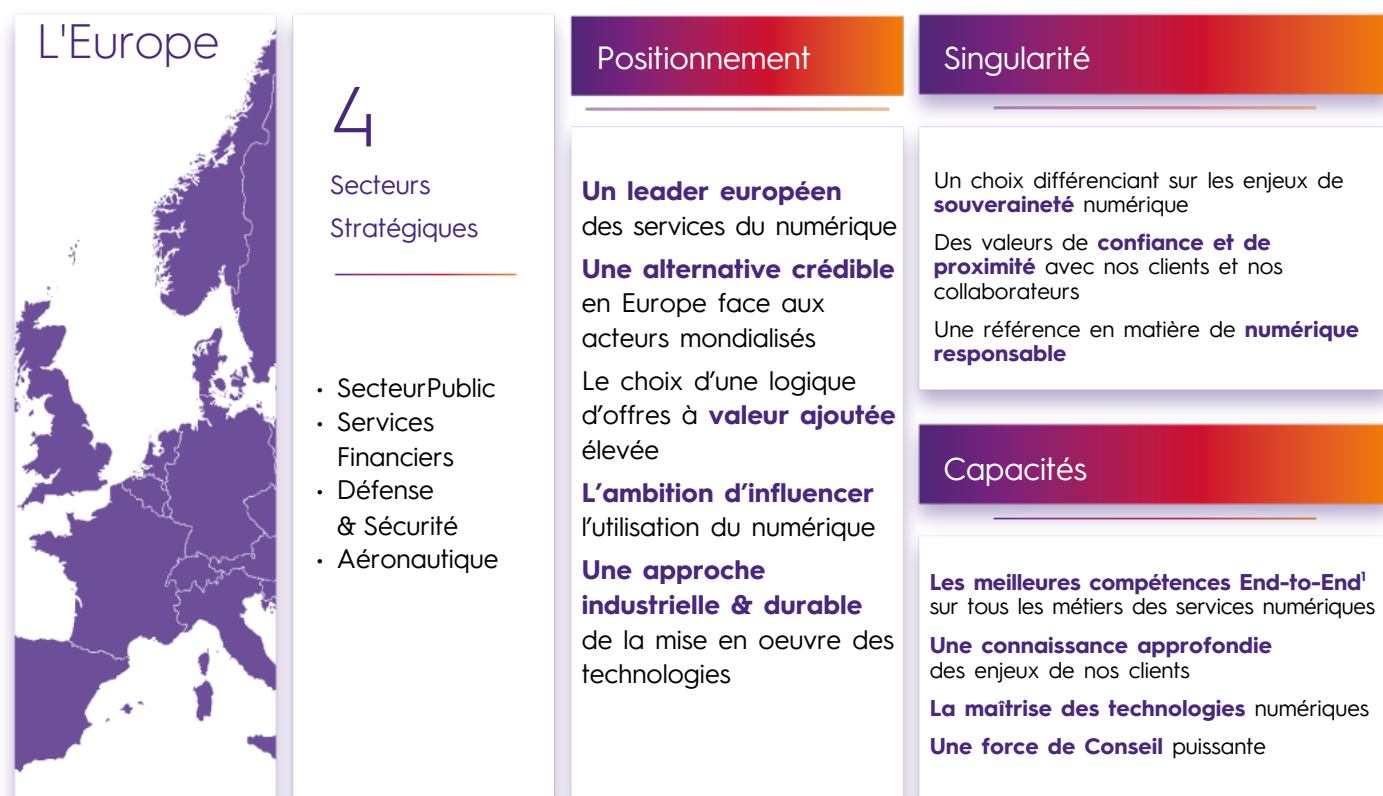 L'Europe
4
Secteurs
Stratégiques
• SecteurPublic
• Services
Financiers
• Défense
& Sécurité
• Aéronautique
Positionnement
Un leader européen
des services du numérique
Une alternative crédible
en Europe face aux
acteurs mondialisés
Le choix d’une logique
d’offres à valeur ajoutée
élevée
L’ambition d’influencer
l’utilisation du numérique
Une approche
industrielle & durable
de la mise en oeuvre des
technologies
Singularité
Un choix différenciant sur les enjeux de
souveraineté numérique
Des valeurs de confiance et de
proximité avec nos clients et nos
collaborateurs
Une référence en matière de numérique
responsable
Capacités
Les meilleures compétences End-to-End¹
sur tous les métiers des services numériques
Une connaissance approfondie
des enjeux de nos clients
La maîtrise des technologies numériques
Une force de Conseil puissante